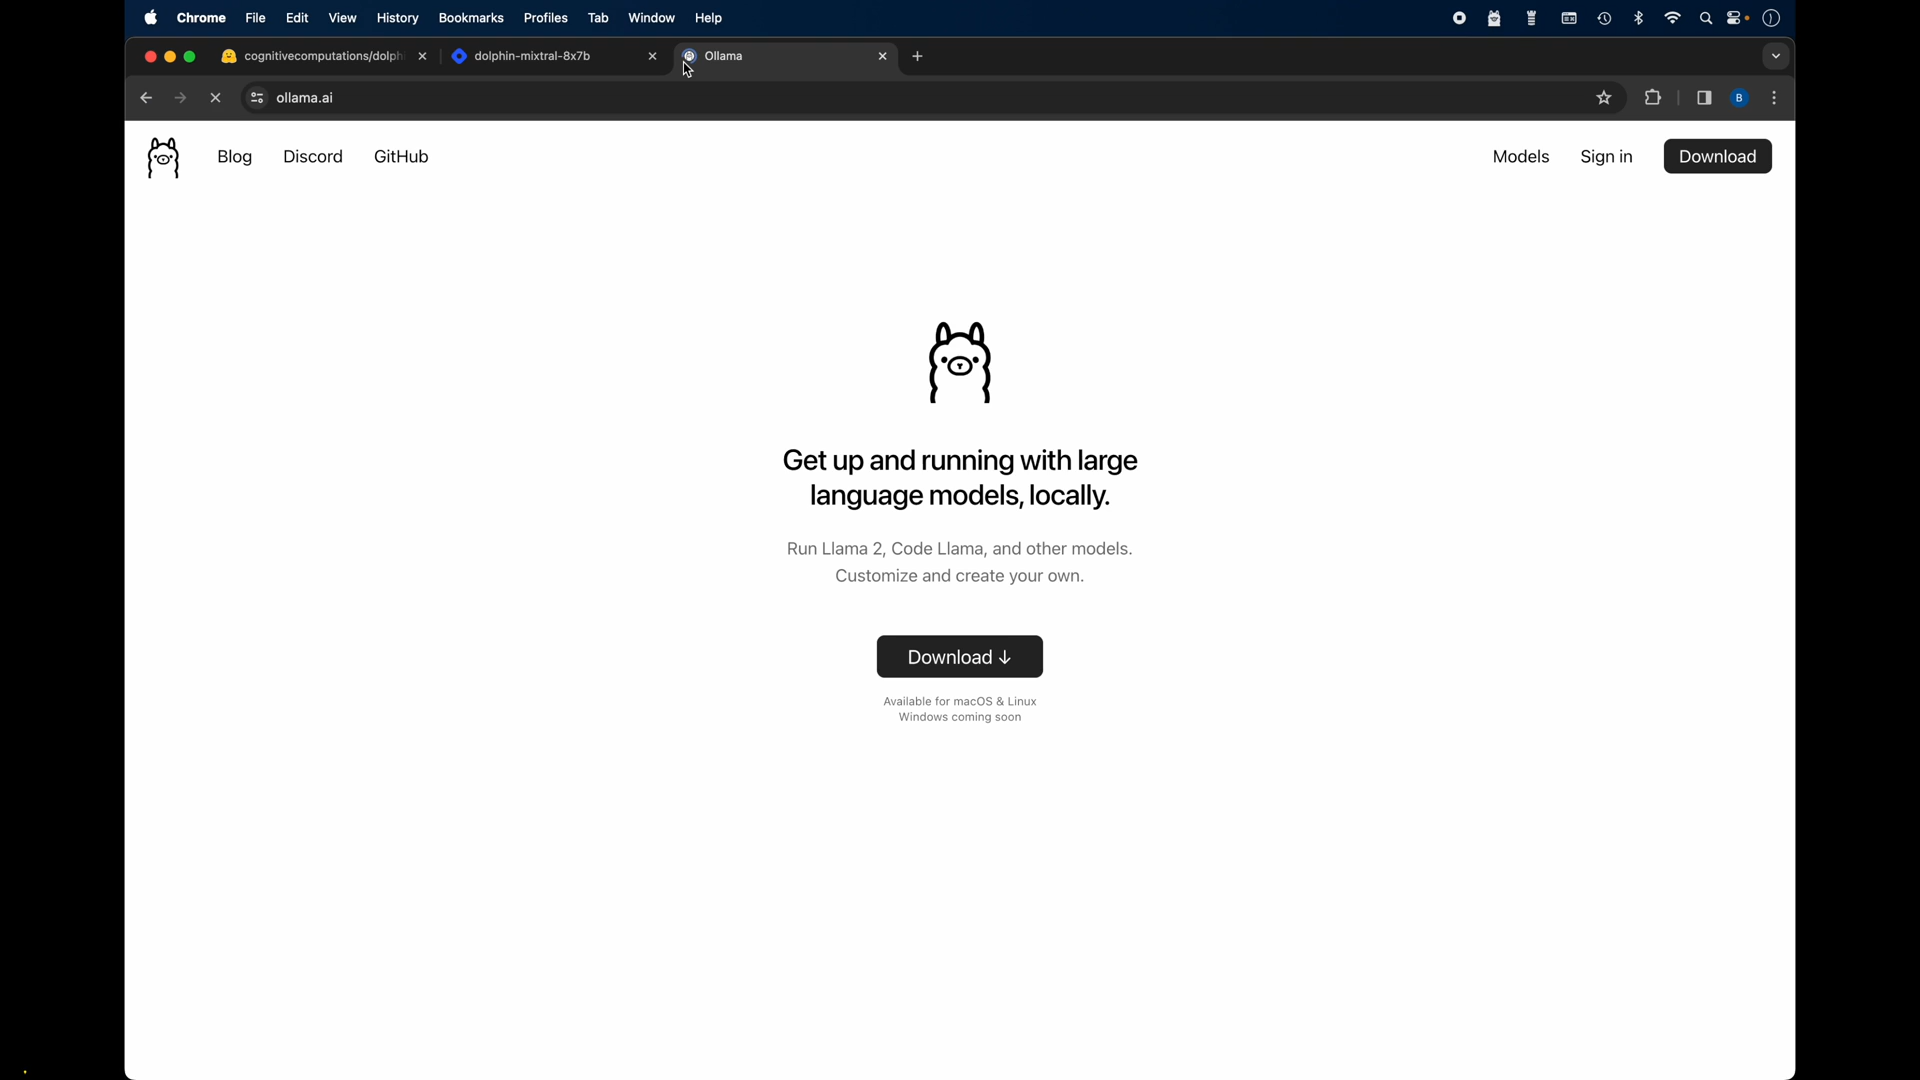 Chrome File Edit View History Bookmarks Profiles Tab Window Help
cognitivecomputations/dolph dolphin-mixtral-8x7b Ollama
ollama.ai B
Blog Discord GitHub Models Sign in Download
Get up and running with large
language models, locally.
Run Llama 2, Code Llama, and other models.
Customize and create your own.
Download ↓
Available for macOS & Linux
Windows coming soon